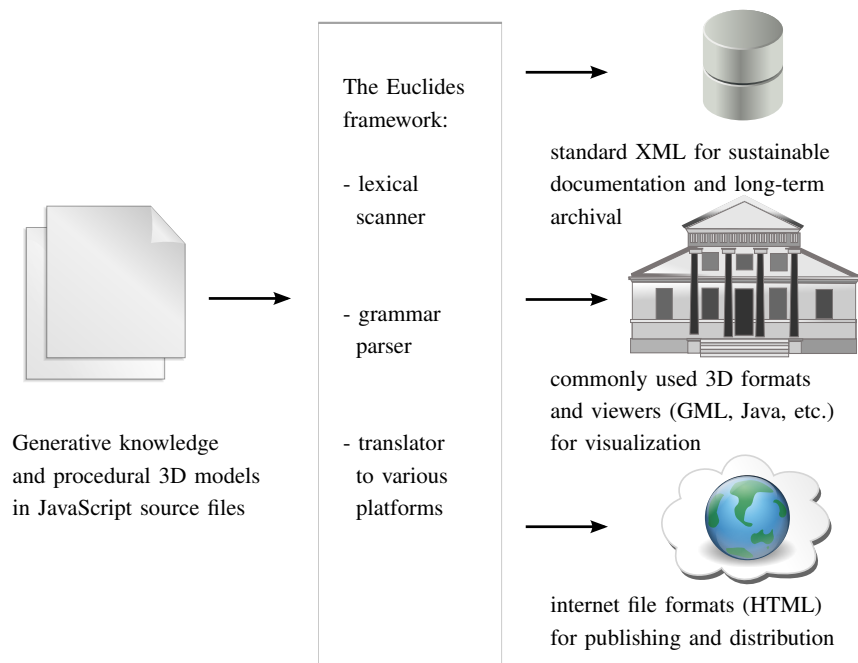 Generative knowledge
and procedural 3D models
in JavaScript source files
The Euclides
framework:
- lexical
scanner
- grammar
parser
- translator
to various
platforms
standard XML for sustainable
documentation and long-term
archival
commonly used 3D formats
and viewers (GML, Java, etc.)
for visualization
internet file formats (HTML)
for publishing and distribution